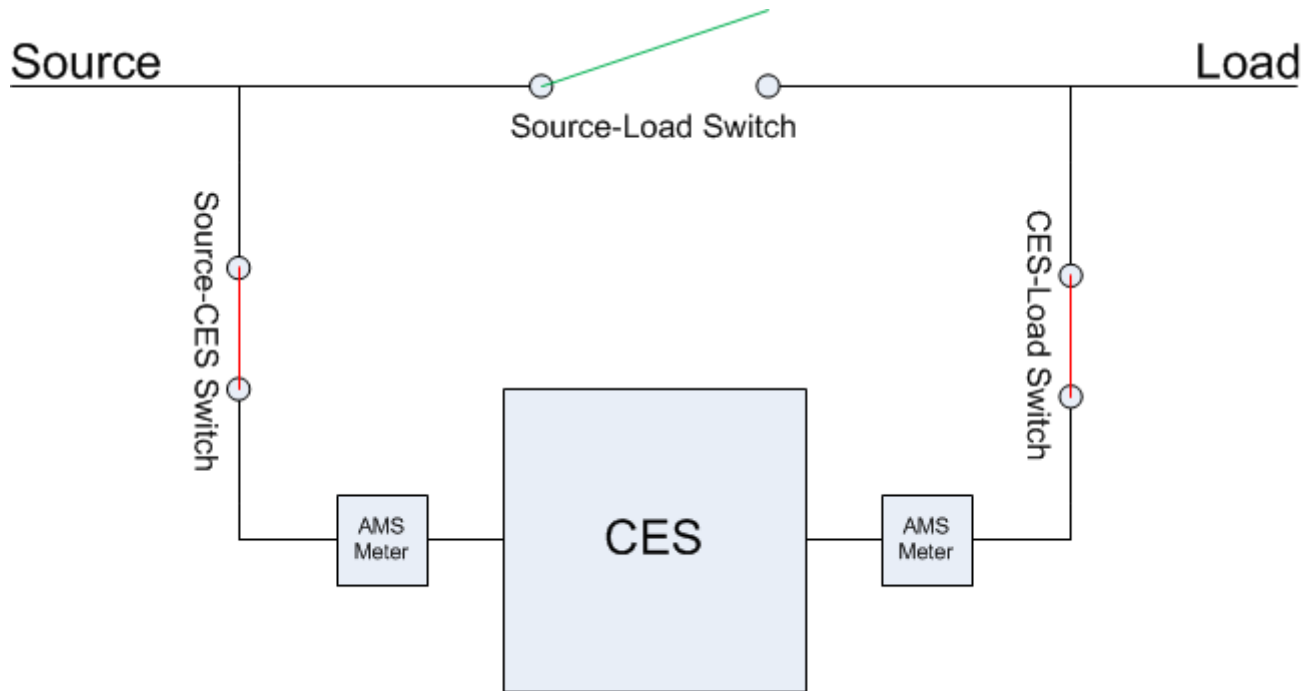 Source
Load
Source-Load Switch
Source-CES Switch
CES-Load Switch
AMS
Meter
CES
AMS
Meter